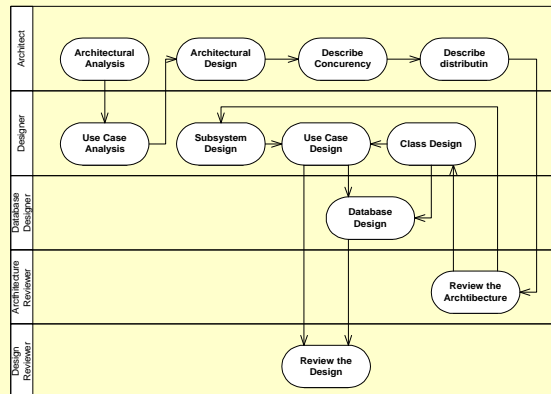 Architect
Architectural
Analysis
Architectural
Design
Describe
Concurency
Describe
distributin
Designer
Use Case
Analysis
Subsystem
Design
Use Case
Design
Class Design
Database
Designer
Database
Design
Arcthitecture
Reviewer
Review the
Archtibecture
Design
Reviewer
Review the
Design